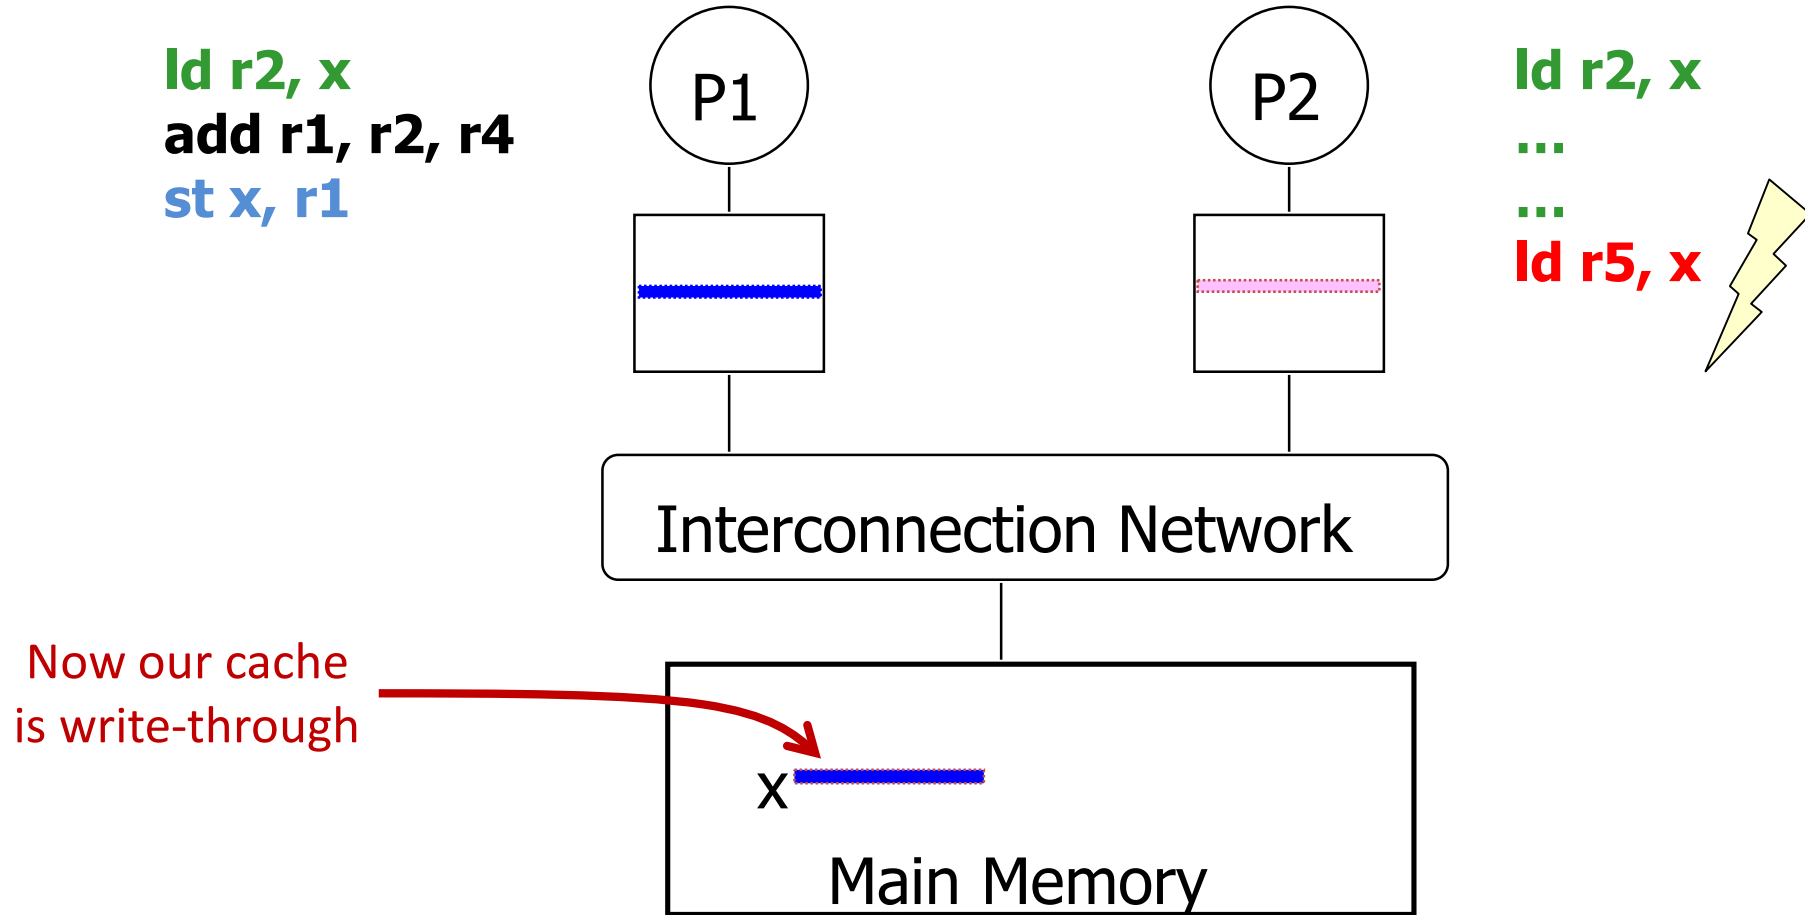 ld r2, x
add r1, r2, r4
st x, r1
P1
P2
ld r2, x
...
...
ld r5, x
Interconnection Network
Now our cache
is write-through
x
Main Memory